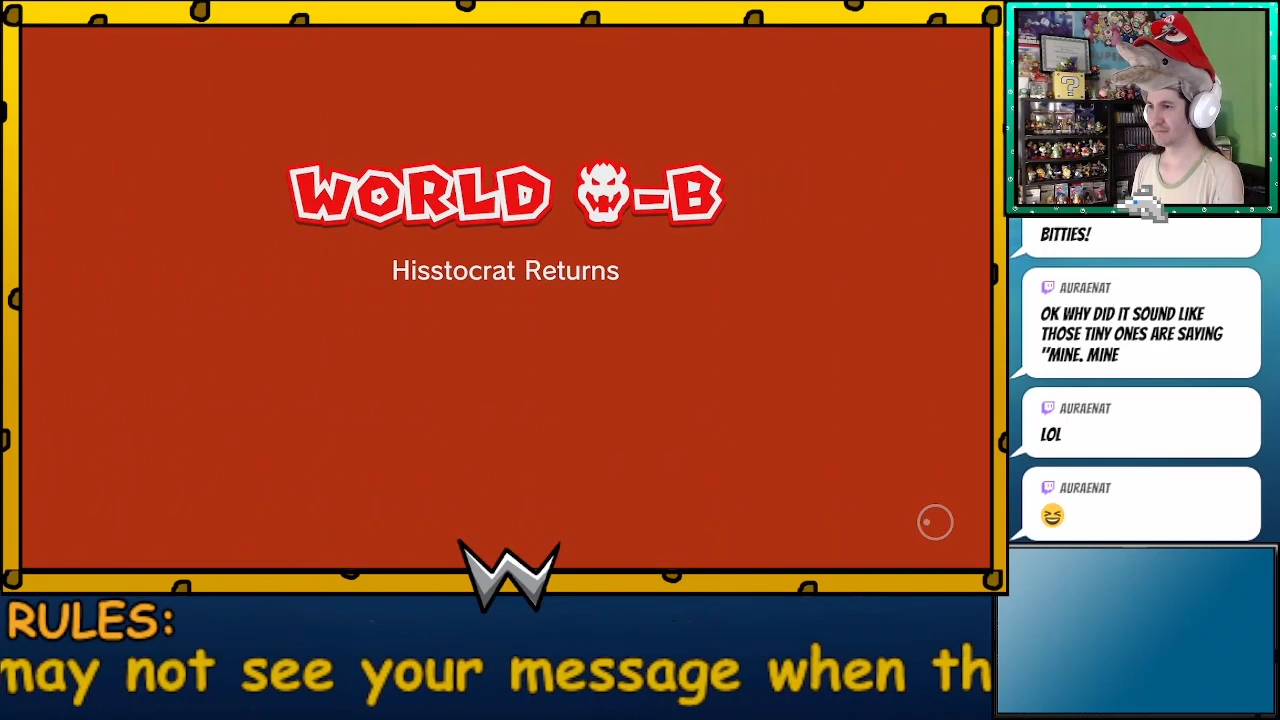 WORLD -B
Hisstocrat Returns
BITTIES!
AURAENAT
OK WHY DID IT SOUND LIKE
THOSE TINY ONES ARE SAYING
"MINE. MINE
AURAENAT
LOL
AURAENAT
W
RULES:
may not see your message when th